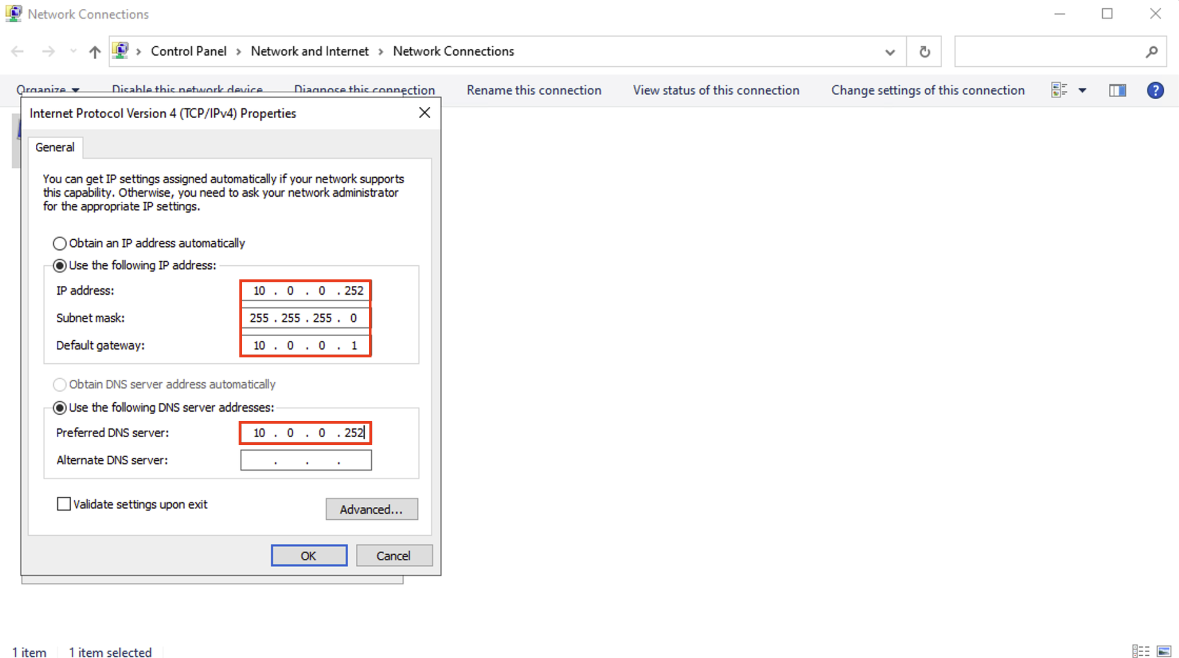 Network Connections
Control Panel > Network and Internet > Network Connections
Organize Disable this network device Diagnose this connection Rename this connection View status of this connection Change settings of this connection ?
Internet Protocol Version 4 (TCP/IPv4) Properties
General
You can get IP settings assigned automatically if your network supports
this capability. Otherwise, you need to ask your network administrator
for the appropriate IP settings.
Obtain an IP address automatically
Use the following IP address:
IP address: 10 . 0 . 0 . 252
Subnet mask: 255 . 255 . 255 . 0
Default gateway: 10 . 0 . 0 . 1
Obtain DNS server address automatically
Use the following DNS server addresses:
Preferred DNS server: 10 . 0 . 0 . 252
Alternate DNS server: . . .
Validate settings upon exit
Advanced...
OK Cancel
1 item 1 item selected